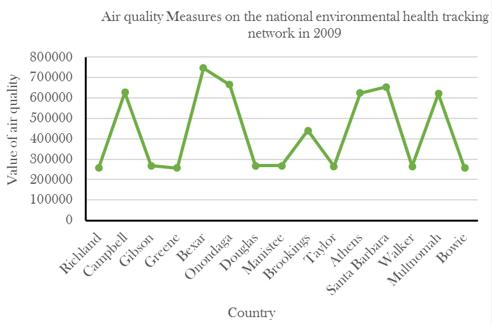 Air quality Measures on the national environmental health tracking
network in 2009
Value of air quality
800000
700000
600000
500000
400000
300000
200000
100000
0
Richland
Campbell
Gibson
Greene
Bexar
Onondaga
Douglas
Manistee
Brookings
Taylor
Athens
Santa Barbara
Walker
Multnomah
Bowie
Country